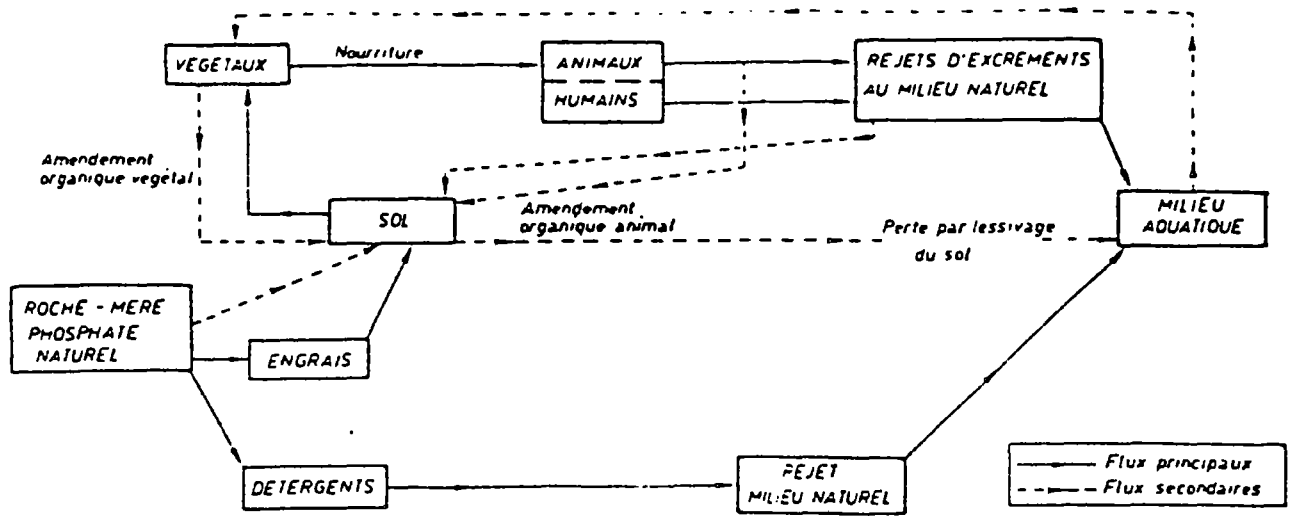 VEGETAUX
Nourriture
ANIMAUX
HUMAINS
REJETS D'EXCREMENTS
AU MILIEU NATUREL
Amendement
organique végétal
SOL
Amendement
organique animal
Perte par lessivage
du sol
MILIEU
AQUATIQUE
ROCHE - MERE
PHOSPHATE
NATUREL
ENGRAIS
DETERGENTS
REJET
MILIEU NATUREL
Flux principaux
Flux secondaires